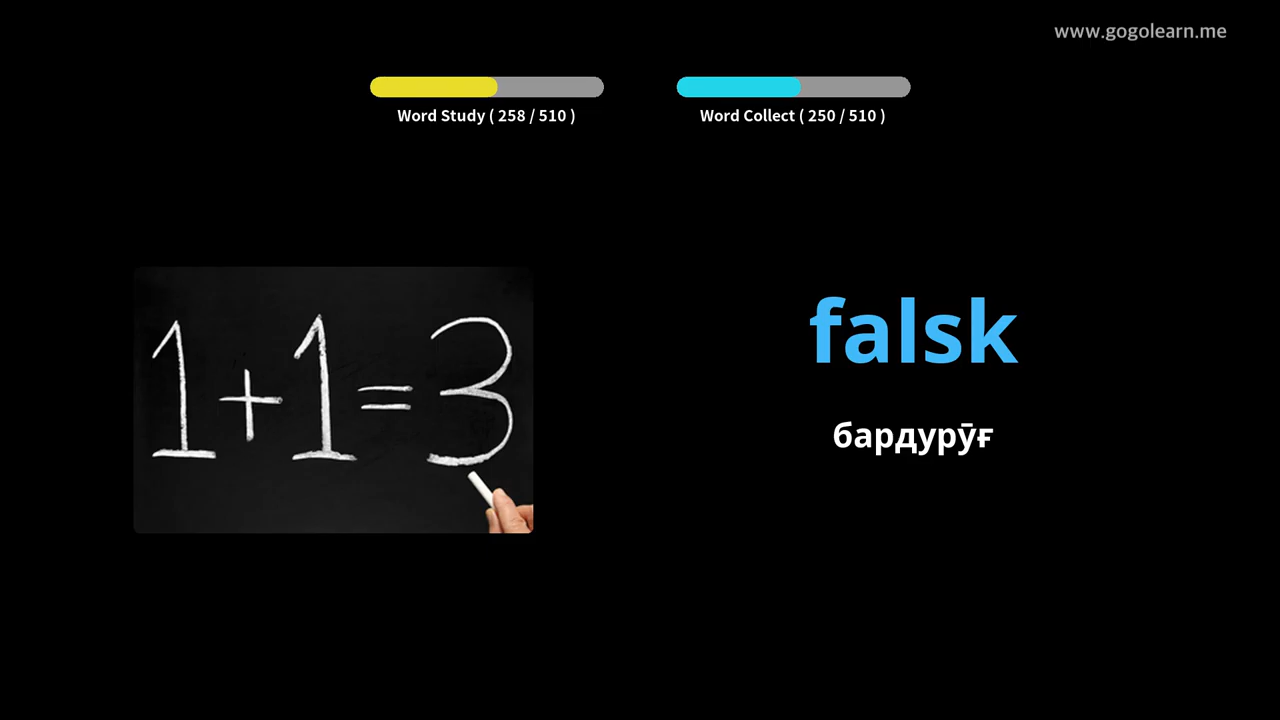 www.gogolearn.me
Word Study ( 258 / 510 )
Word Collect ( 250 / 510 )
1+1=3
falsk
бардурӯғ